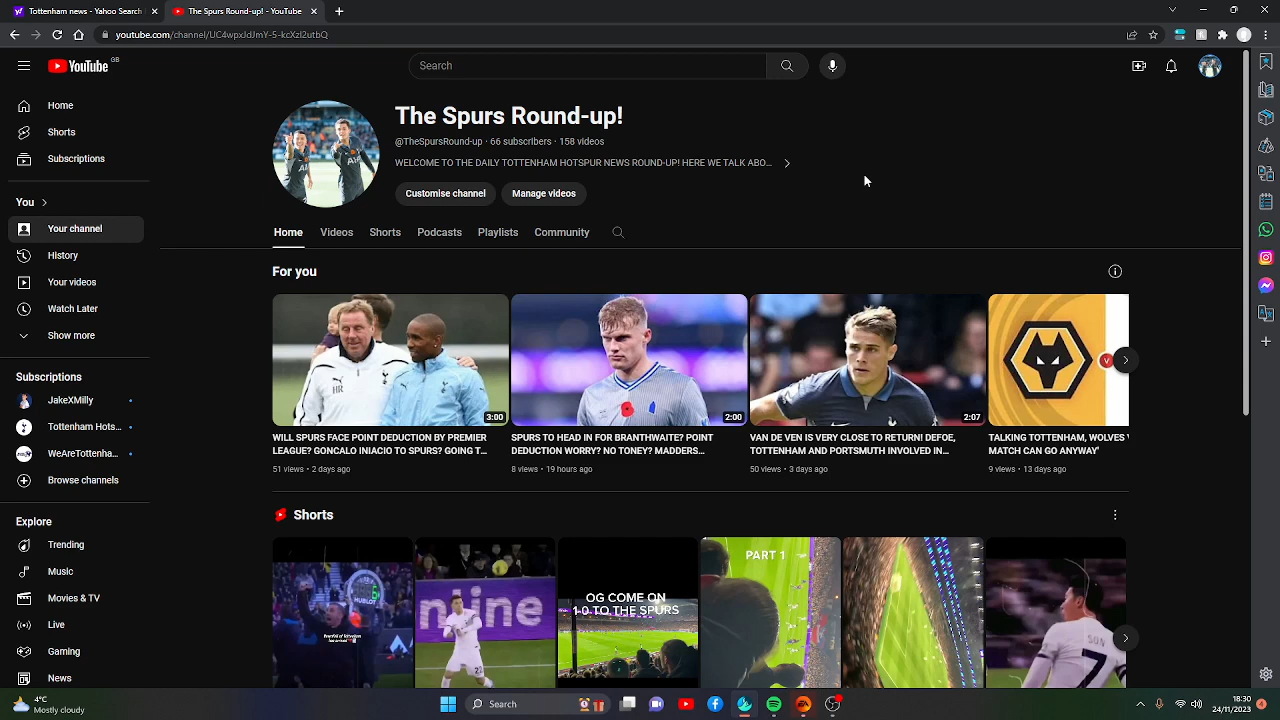 Tottenham news - Yahoo Search
The Spurs Round-up! - YouTube
youtube.com/channel/UC4wpxJdJmY-5-kcXzI2utbQ
YouTube GB
Search
Home
Shorts
Subscriptions
You
Your channel
History
Your videos
Watch Later
Show more
Subscriptions
JakeXMilly
Tottenham Hots...
WeAreTottenha...
Browse channels
Explore
Trending
Music
Movies & TV
Live
Gaming
News
The Spurs Round-up!
@TheSpursRound-up · 66 subscribers · 158 videos
WELCOME TO THE DAILY TOTTENHAM HOTSPUR NEWS ROUND-UP! HERE WE TALK ABO...
Customise channel
Manage videos
Home
Videos
Shorts
Podcasts
Playlists
Community
For you
HR
3:00
WILL SPURS FACE POINT DEDUCTION BY PREMIER
LEAGUE? GONCALO INIACIO TO SPURS? GOING T...
51 views · 2 days ago
2:00
SPURS TO HEAD IN FOR BRANTHWAITE? POINT
DEDUCTION WORRY? NO TONEY? MADDERS...
8 views · 19 hours ago
2:07
VAN DE VEN IS VERY CLOSE TO RETURN! DEFOE,
TOTTENHAM AND PORTSMUTH INVOLVED IN...
50 views · 3 days ago
V
TALKING TOTTENHAM, WOLVES
MATCH CAN GO ANYWAY'
9 views · 13 days ago
Shorts
6
HUBLOT
nine
OG COME ON
1-0 TO THE SPURS
PART 1
SON
7
4°C
Mostly cloudy
Search
EA
18:30
24/11/2023
4